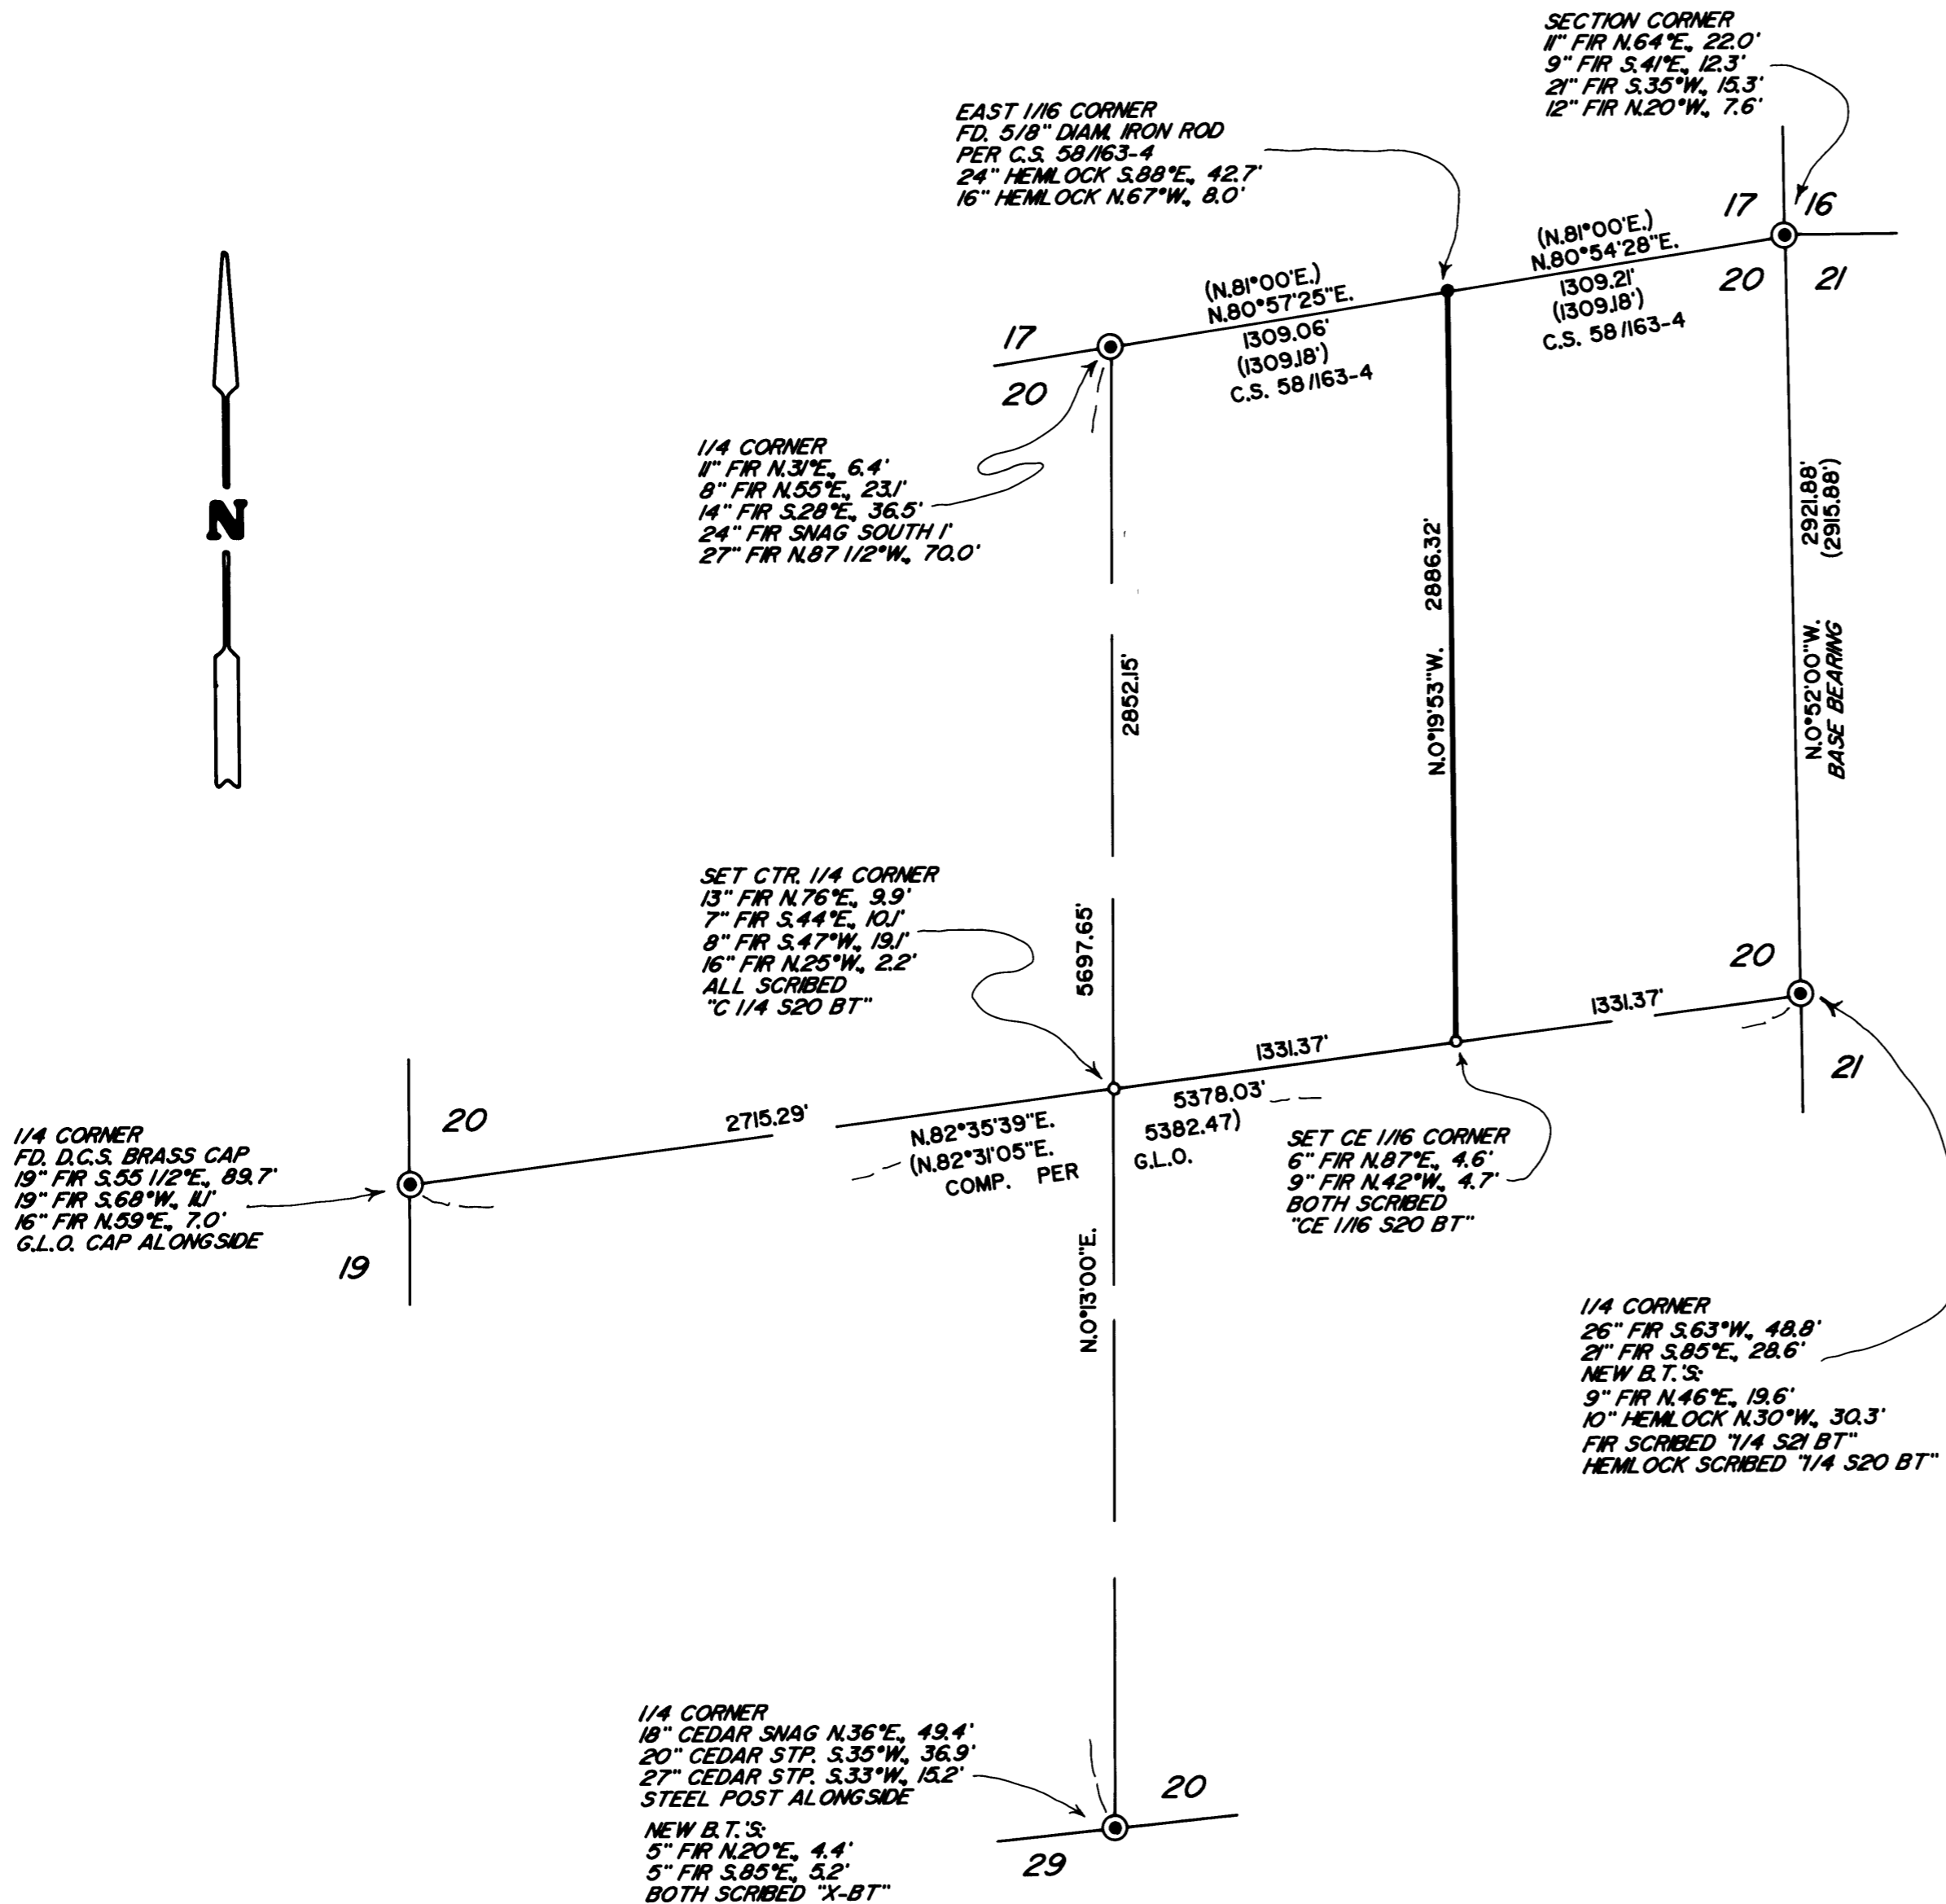 SECTION CORNER
11" FIR N.64°E., 22.0'
9" FIR S.41°E., 12.3'
21" FIR S.35°W., 15.3'
12" FIR N.20°W., 7.6'
EAST 1/16 CORNER
FD. 5/8" DIAM. IRON ROD
PER C.S. 58/163-4
24" HEMLOCK S.88°E., 42.7'
16" HEMLOCK N.67°W., 8.0'
17 16
20 21
(N.81°00'E.)
N.80°54'28"E.
1309.21'
(1309.18')
C.S. 58/163-4
(N.81°00'E.)
N.80°57'25"E.
1309.06'
(1309.18')
C.S. 58/163-4
17
20
1/4 CORNER
11" FIR N.31°E., 6.4'
8" FIR N.55°E., 23.1'
14" FIR S.28°E., 36.5'
24" FIR SNAG SOUTH 1'
27" FIR N.87 1/2°W., 70.0'
N
2852.15'
5697.65'
N.0°13'00"E.
N.0°19'53"W. 2886.32'
2921.88'
(2915.88')
N.0°52'00"W.
BASE BEARING
SET CTR. 1/4 CORNER
13" FIR N.76°E., 9.9'
7" FIR S.44°E., 10.1'
8" FIR S.47°W., 19.1'
16" FIR N.25°W., 2.2'
ALL SCRIBED
"C 1/4 S20 BT"
20
21
1331.37'
1331.37'
2715.29'
N.82°35'39"E. 5378.03'
(N.82°31'05"E. 5382.47)
COMP. PER G.L.O.
20
19
1/4 CORNER
FD. D.C.S. BRASS CAP
19" FIR S.55 1/2°E., 89.7'
19" FIR S.68°W., 11.1'
16" FIR N.59°E., 7.0'
G.L.O. CAP ALONGSIDE
SET CE 1/16 CORNER
6" FIR N.87°E., 4.6'
9" FIR N.42°W., 4.7'
BOTH SCRIBED
"CE 1/16 S20 BT"
1/4 CORNER
26" FIR S.63°W., 48.8'
21" FIR S.85°E., 28.6'
NEW B.T.'S:
9" FIR N.46°E., 19.6'
10" HEMLOCK N.30°W., 30.3'
FIR SCRIBED "1/4 S21 BT"
HEMLOCK SCRIBED "1/4 S20 BT"
1/4 CORNER
18" CEDAR SNAG N.36°E., 49.4'
20" CEDAR STP. S.35°W., 36.9'
27" CEDAR STP. S.33°W., 15.2'
STEEL POST ALONGSIDE
NEW B.T.'S:
5" FIR N.20°E., 4.4'
5" FIR S.85°E., 5.2'
BOTH SCRIBED "X-BT"
20
29